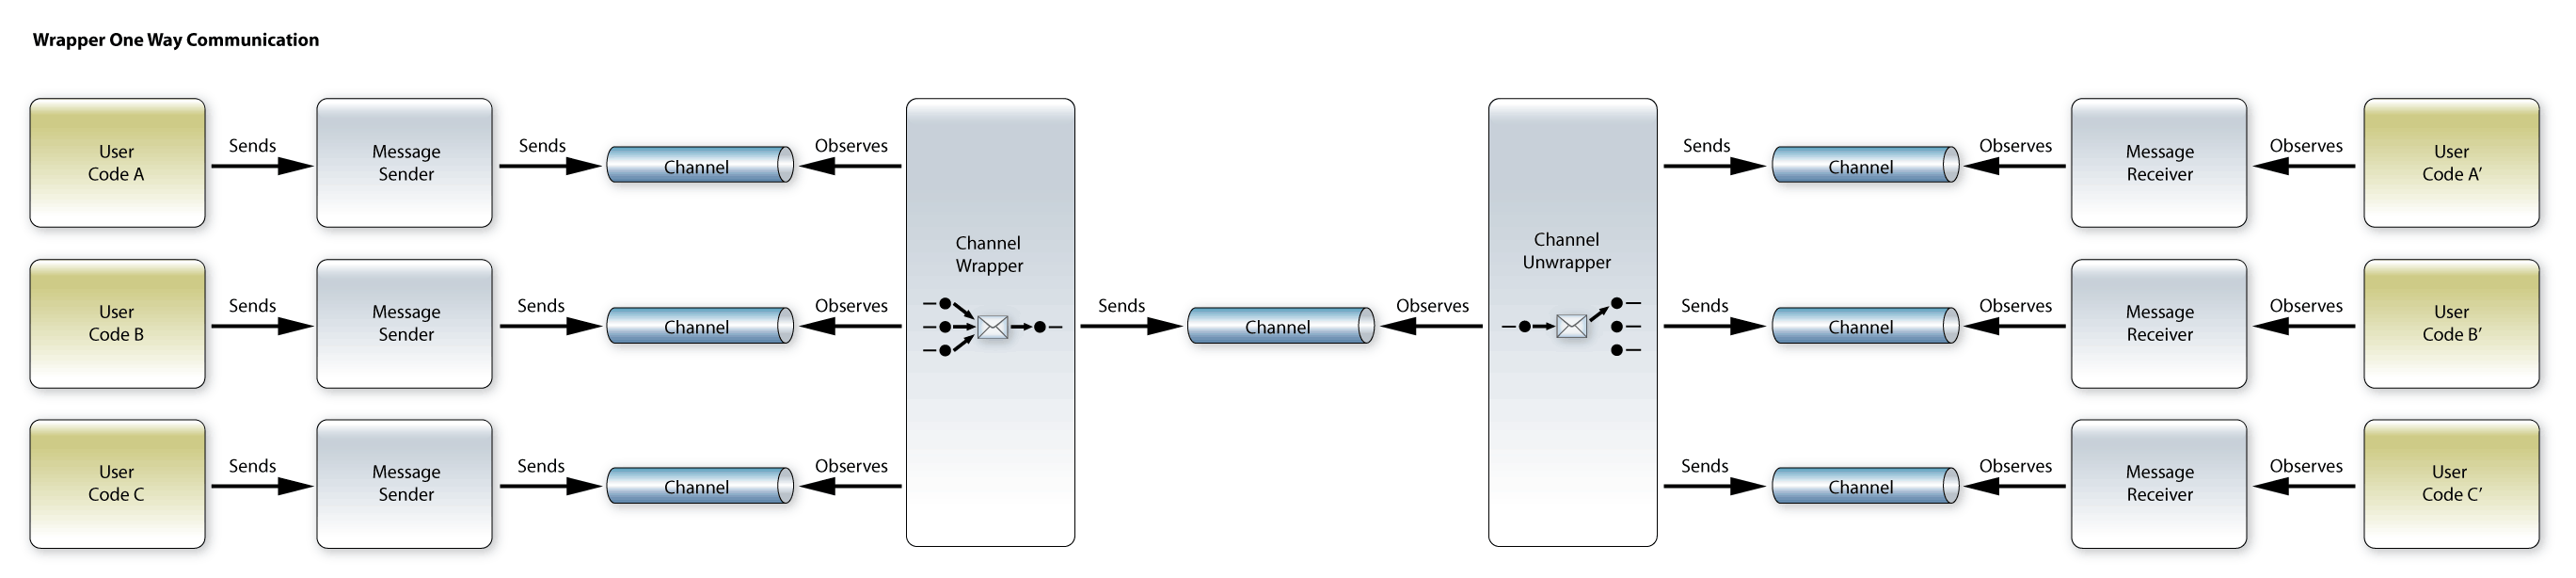 Wrapper One Way Communication
User
Code A
Sends
Message
Sender
Sends
Channel
Observes
Sends
Channel
Observes
Message
Receiver
Observes
User
Code A’
Channel
Wrapper
Channel
Unwrapper
User
Code B
Sends
Message
Sender
Sends
Channel
Observes
Sends
Channel
Observes
Sends
Channel
Observes
Message
Receiver
Observes
User
Code B’
User
Code C
Sends
Message
Sender
Sends
Channel
Observes
Sends
Channel
Observes
Message
Receiver
Observes
User
Code C’